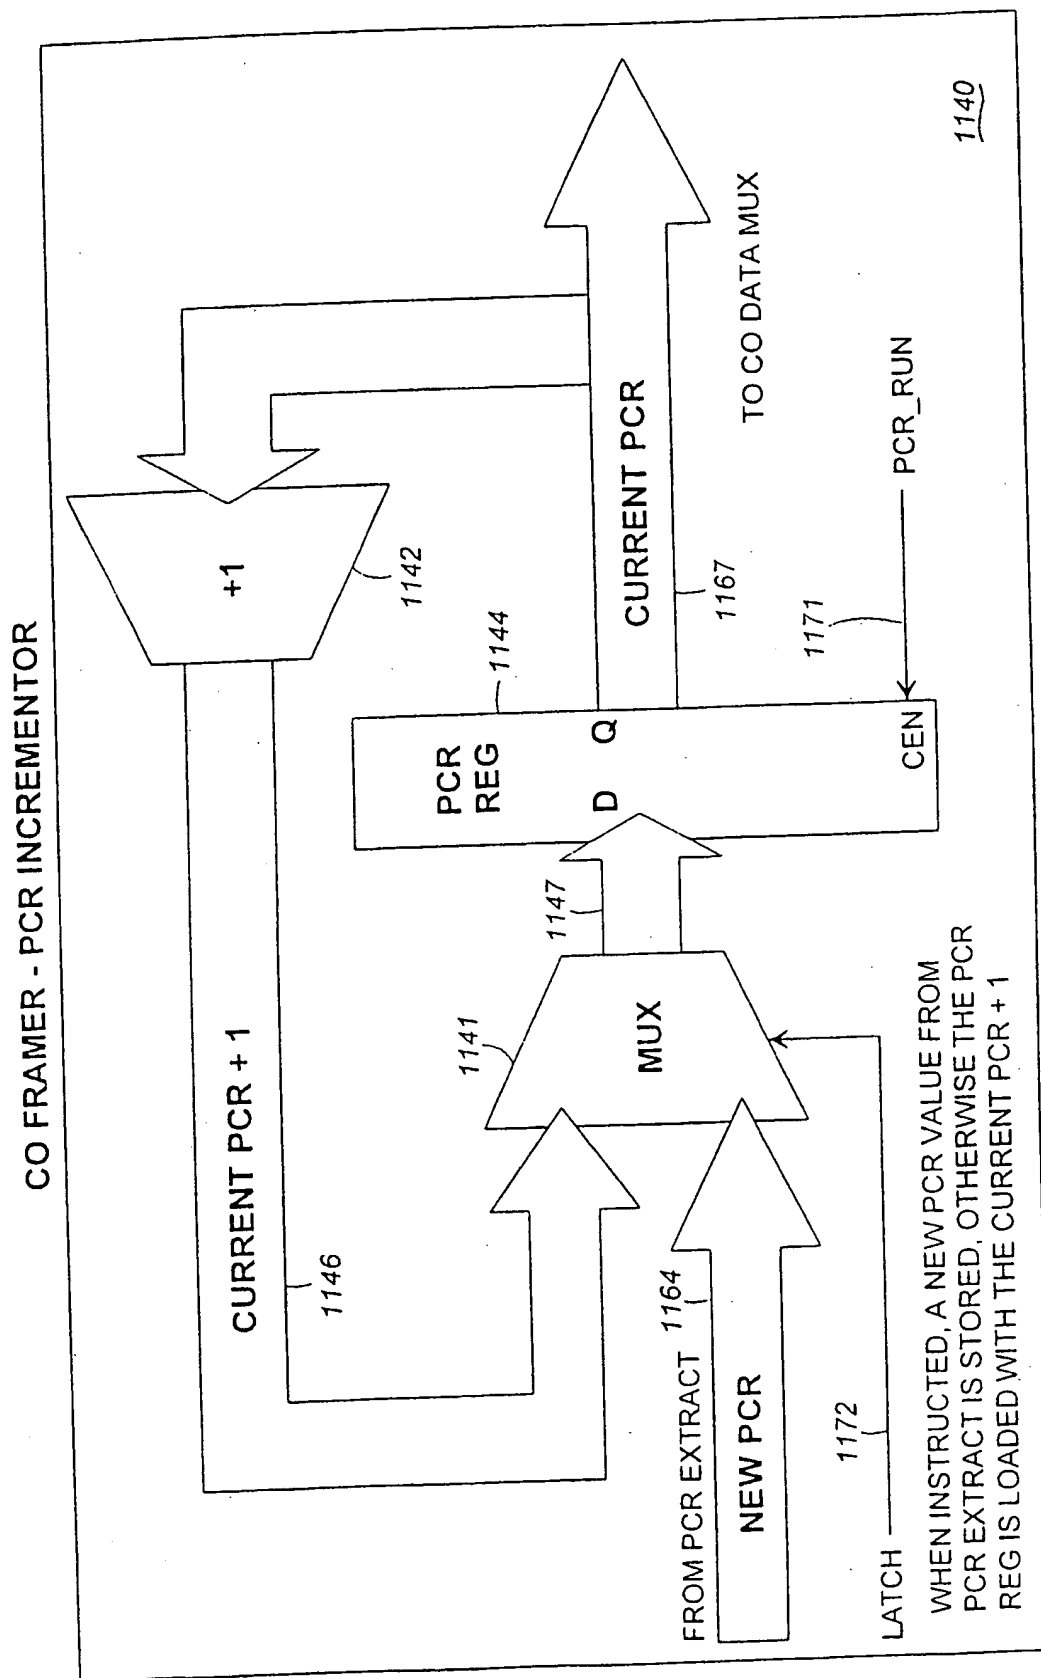 CO FRAMER - PCR INCREMENTOR
CURRENT PCR + 1
1146
+1
1142
FROM PCR EXTRACT
1164
NEW PCR
1141
MUX
1147
PCR
REG
1144
D
Q
CEN
CURRENT PCR
1167
TO CO DATA MUX
1171
PCR_RUN
LATCH
1172
WHEN INSTRUCTED, A NEW PCR VALUE FROM
PCR EXTRACT IS STORED, OTHERWISE THE PCR
REG IS LOADED WITH THE CURRENT PCR + 1
1140